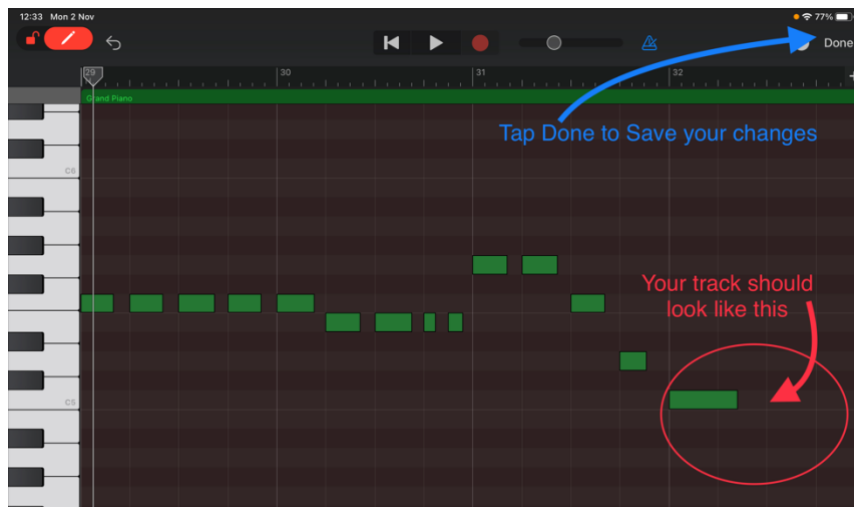 12:33 Mon 2 Nov
77%
Done
29
30
31
32
Grand Piano
Tap Done to Save your changes
C6
Your track should
look like this
C5